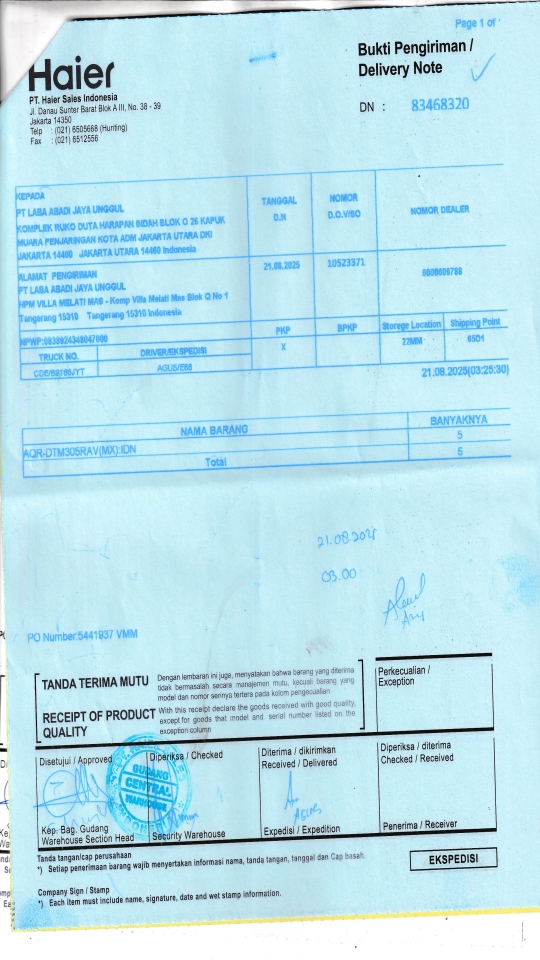 Page 1 of
Haier
Bukti Pengiriman /
Delivery Note
PT. Haier Sales Indonesia
Jl. Danau Sunter Barat Blok A III, No. 38 - 39
Jakarta 14350
Telp : (021) 6505668 (Hunting)
Fax : (021) 6512556
DN : 83468320
KEPADA
PT LABA ABADI JAYA UNGGUL
KOMPLEK RUKO DUTA HARAPAN INDAH BLOK O 26 KAPUK
MUARA PENJARINGAN KOTA ADM JAKARTA UTARA DKI
JAKARTA 14460 JAKARTA UTARA 14460 Indonesia
TANGGAL
D.N
NOMOR
D.O.V/SO
NOMOR DEALER
ALAMAT PENGIRIMAN
PT LABA ABADI JAYA UNGGUL
HPM VILLA MELATI MAS - Komp Villa Melati Mas Blok Q No 1
Tangerang 15310 Tangerang 15310 Indonesia
21.08.2025
10523371
NPWP:
PKP
BPKP
Storege Location
Shipping Point
X
22MM
05D1
TRUCK NO.
DRIVER/EKSPEDISI
AGUS/E68
21.08.2025(03:25:30)
NAMA BARANG
BANYAKNYA
AQR-DTM305RAV(MX):IDN
5
Total
5
21.08.2025
03.00
PO Number:5441937 VMM
TANDA TERIMA MUTU
Dengan lembaran ini juga, menyatakan bahwa barang yang diterima
tidak bermasalah secara manajemen mutu, kecuali barang yang
model dan nomor serinya tertera pada kolom pengecualian
RECEIPT OF PRODUCT
QUALITY
With this receipt declare the goods received with good quality,
except for goods that model and serial number listed on the
exception column
Perkecualian /
Exception
Disetujui / Approved
Diperiksa / Checked
Diterima / dikirimkan
Received / Delivered
Diperiksa / diterima
Checked / Received
GUDANG
CENTRAL
WAREHOUSE
AGUS
Kep. Bag. Gudang
Warehouse Section Head
Security Warehouse
Expedisi / Expedition
Penerima / Receiver
Tanda tangan/cap perusahaan
*) Setiap penerimaan barang wajib menyertakan informasi nama, tanda tangan, tanggal dan Cap basah.
EKSPEDISI
Company Sign / Stamp
*) Each item must include name, signature, date and wet stamp information.